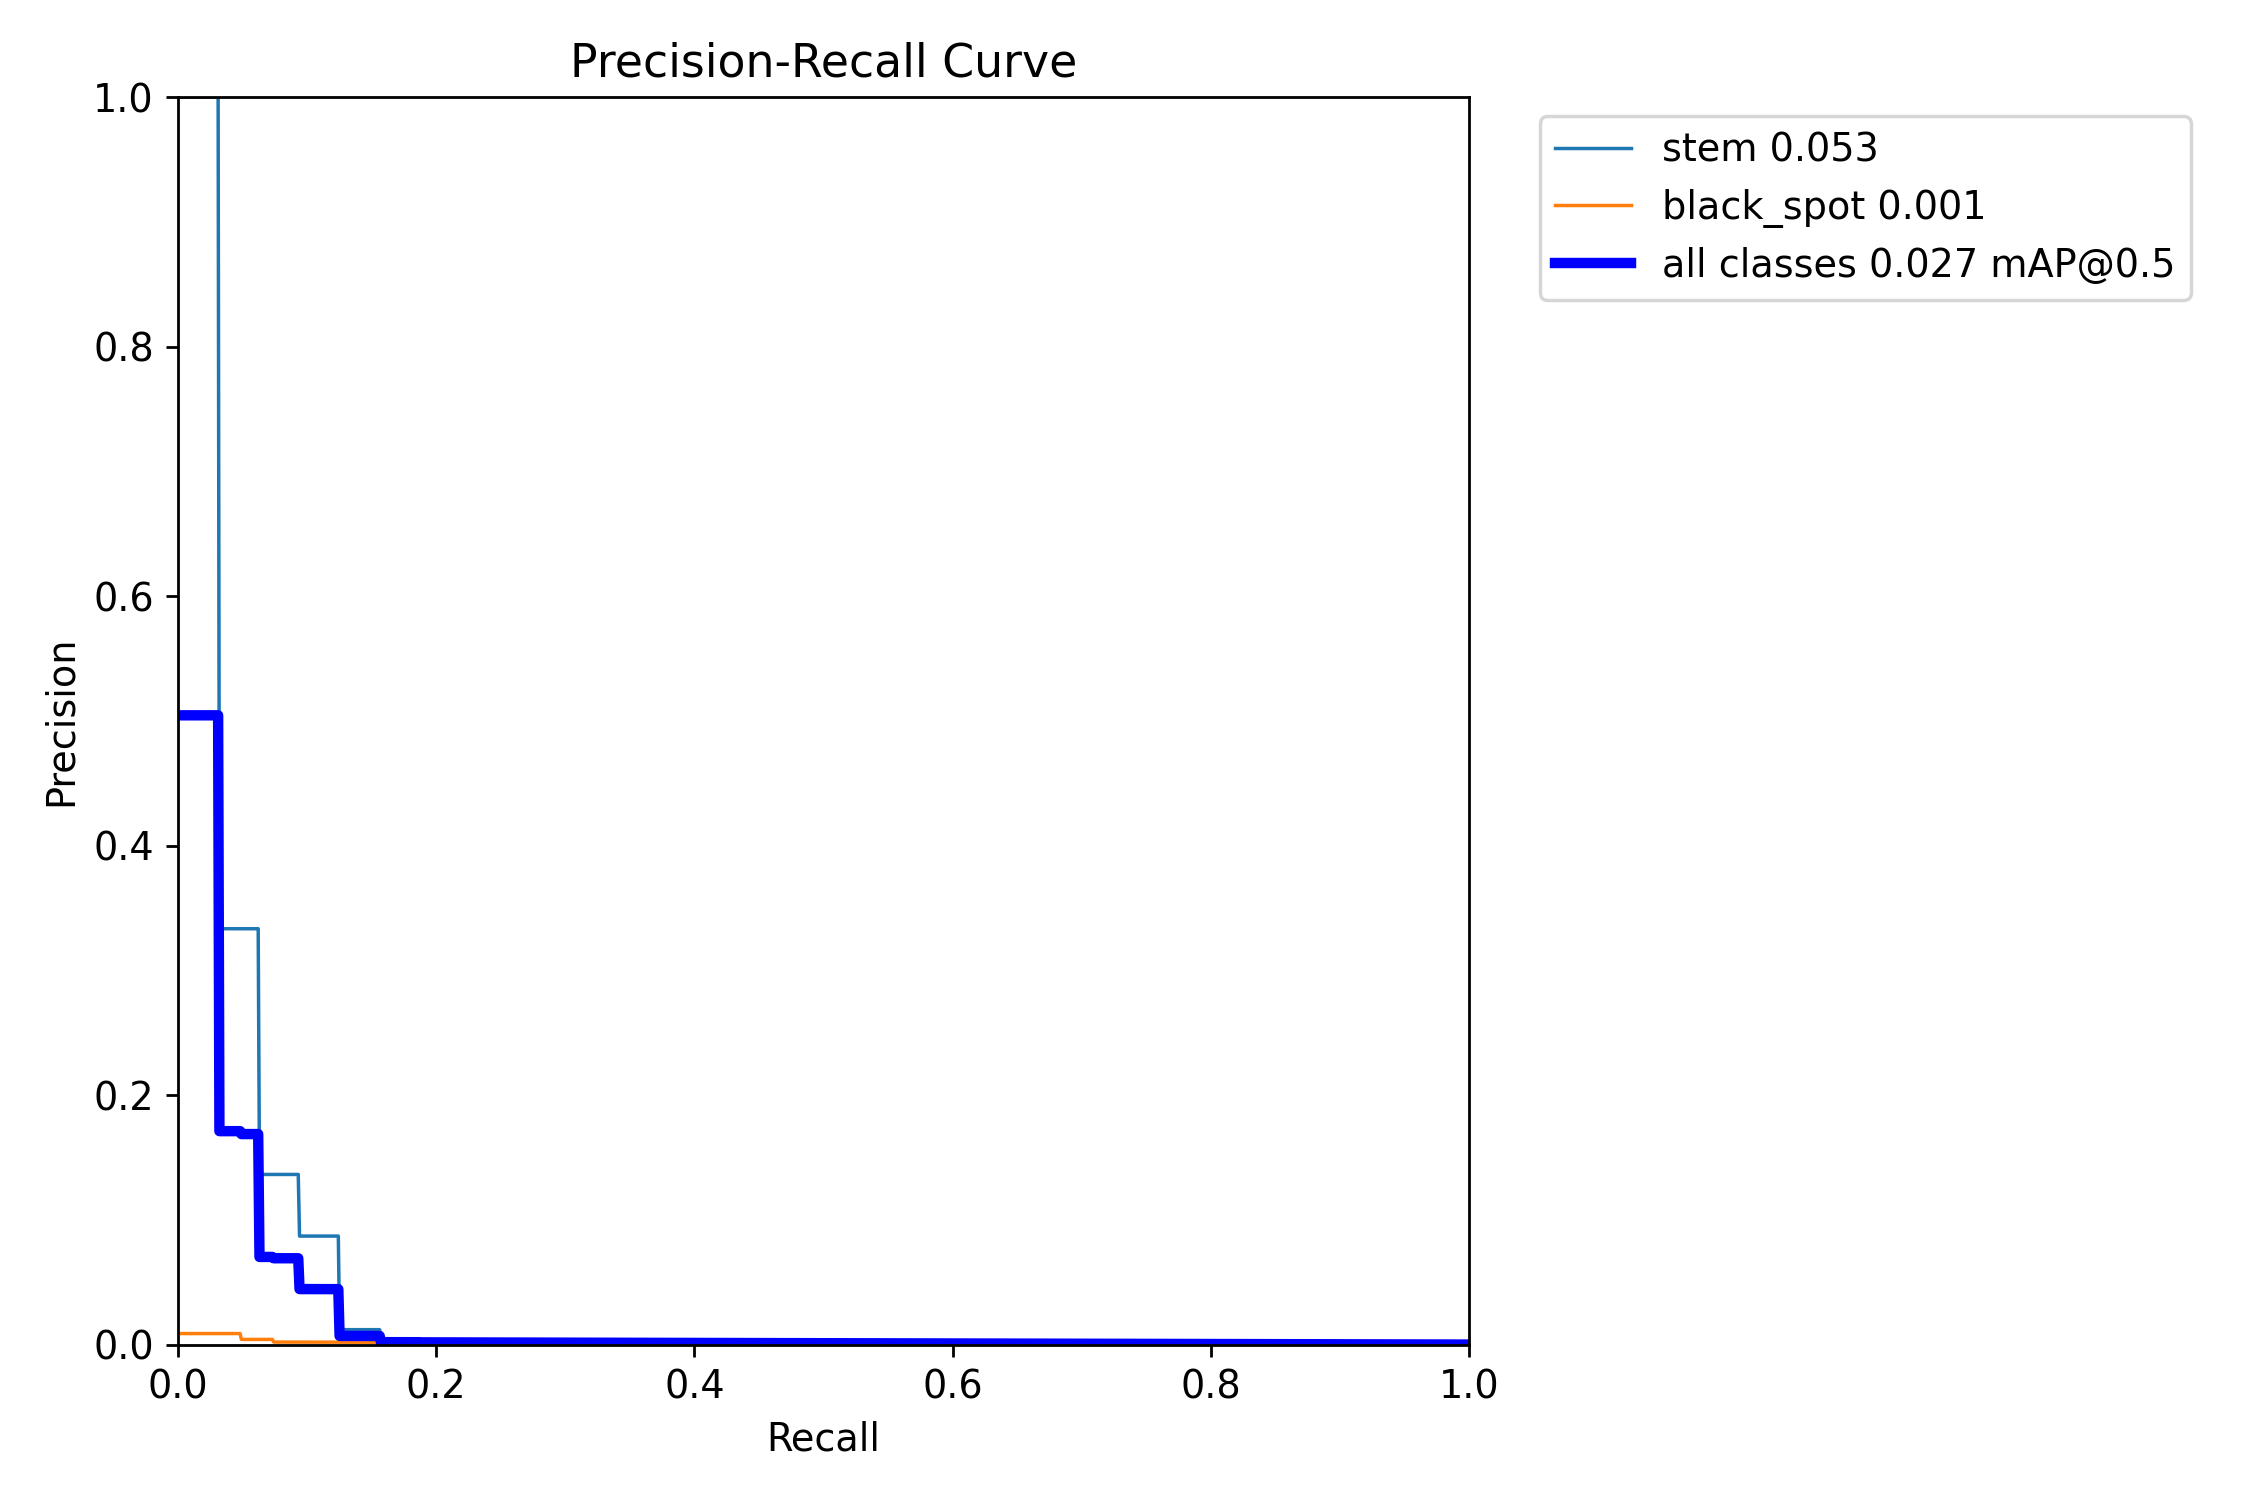 Precision-Recall Curve
1.0
0.8
0.6
0.4
0.2
0.0
Precision
0.0 0.2 0.4 0.6 0.8 1.0
Recall
stem 0.053
black_spot 0.001
all classes 0.027 mAP@0.5